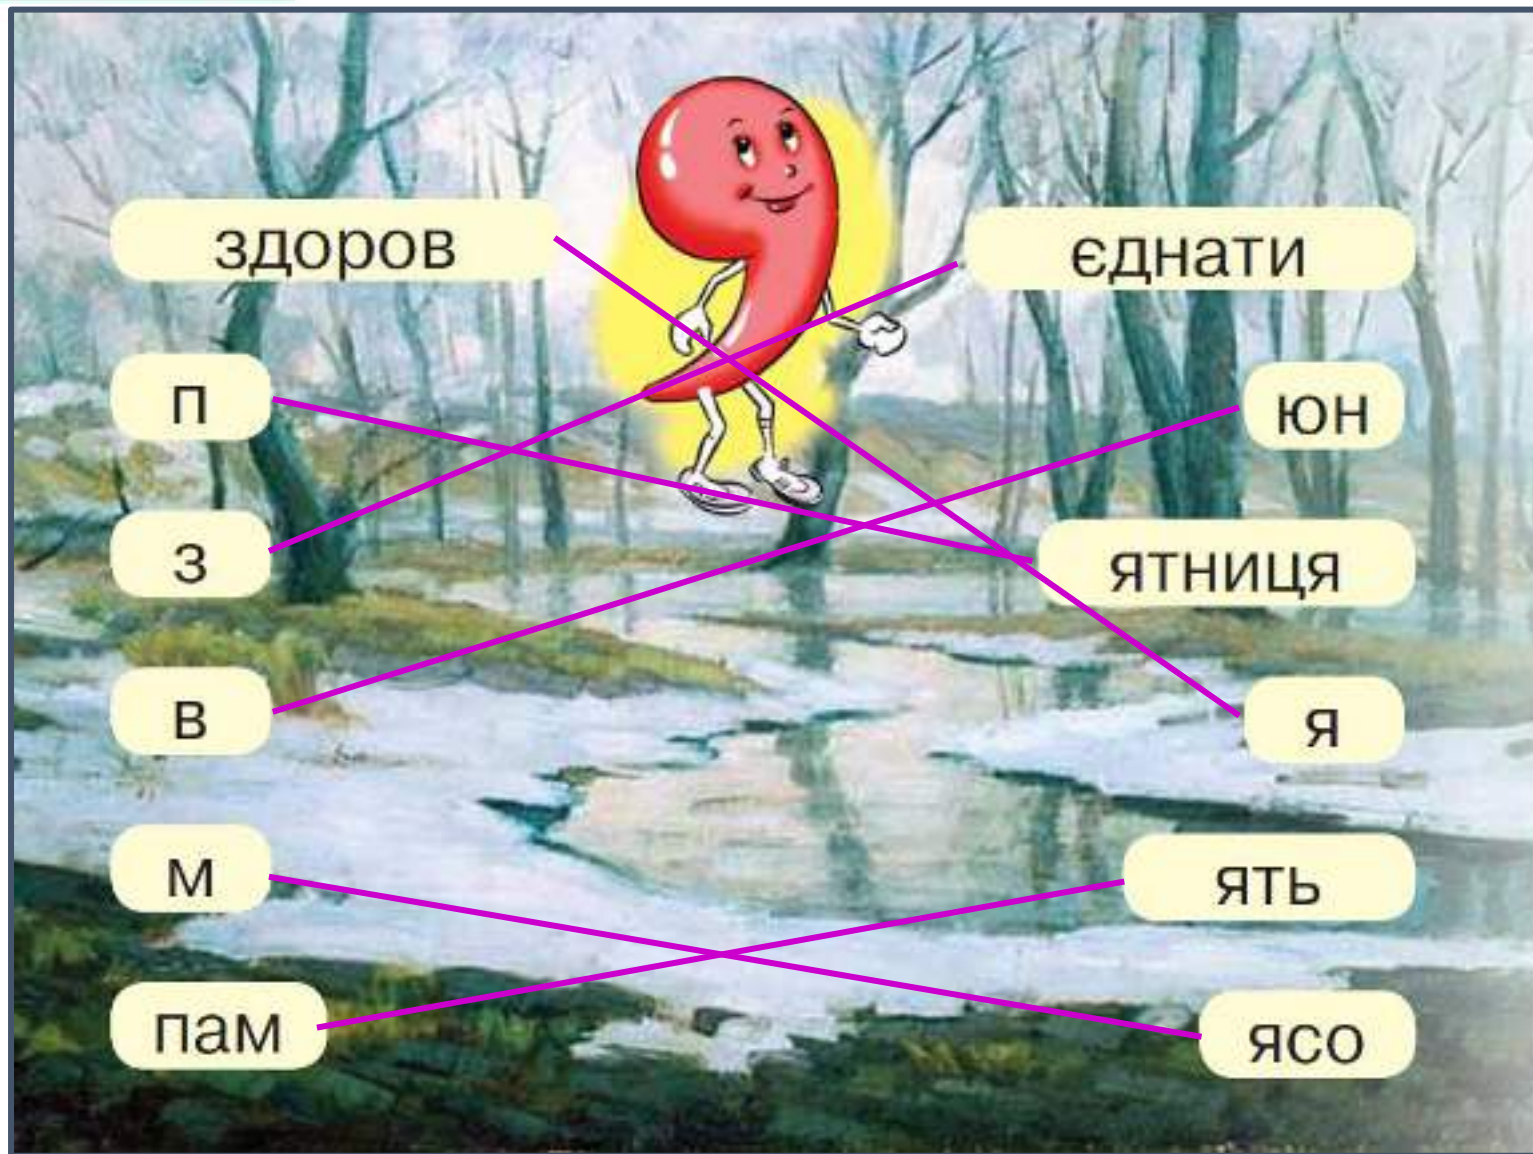 здоров
єднати
п
юн
з
ятниця
в
я
м
ять
пам
ясо